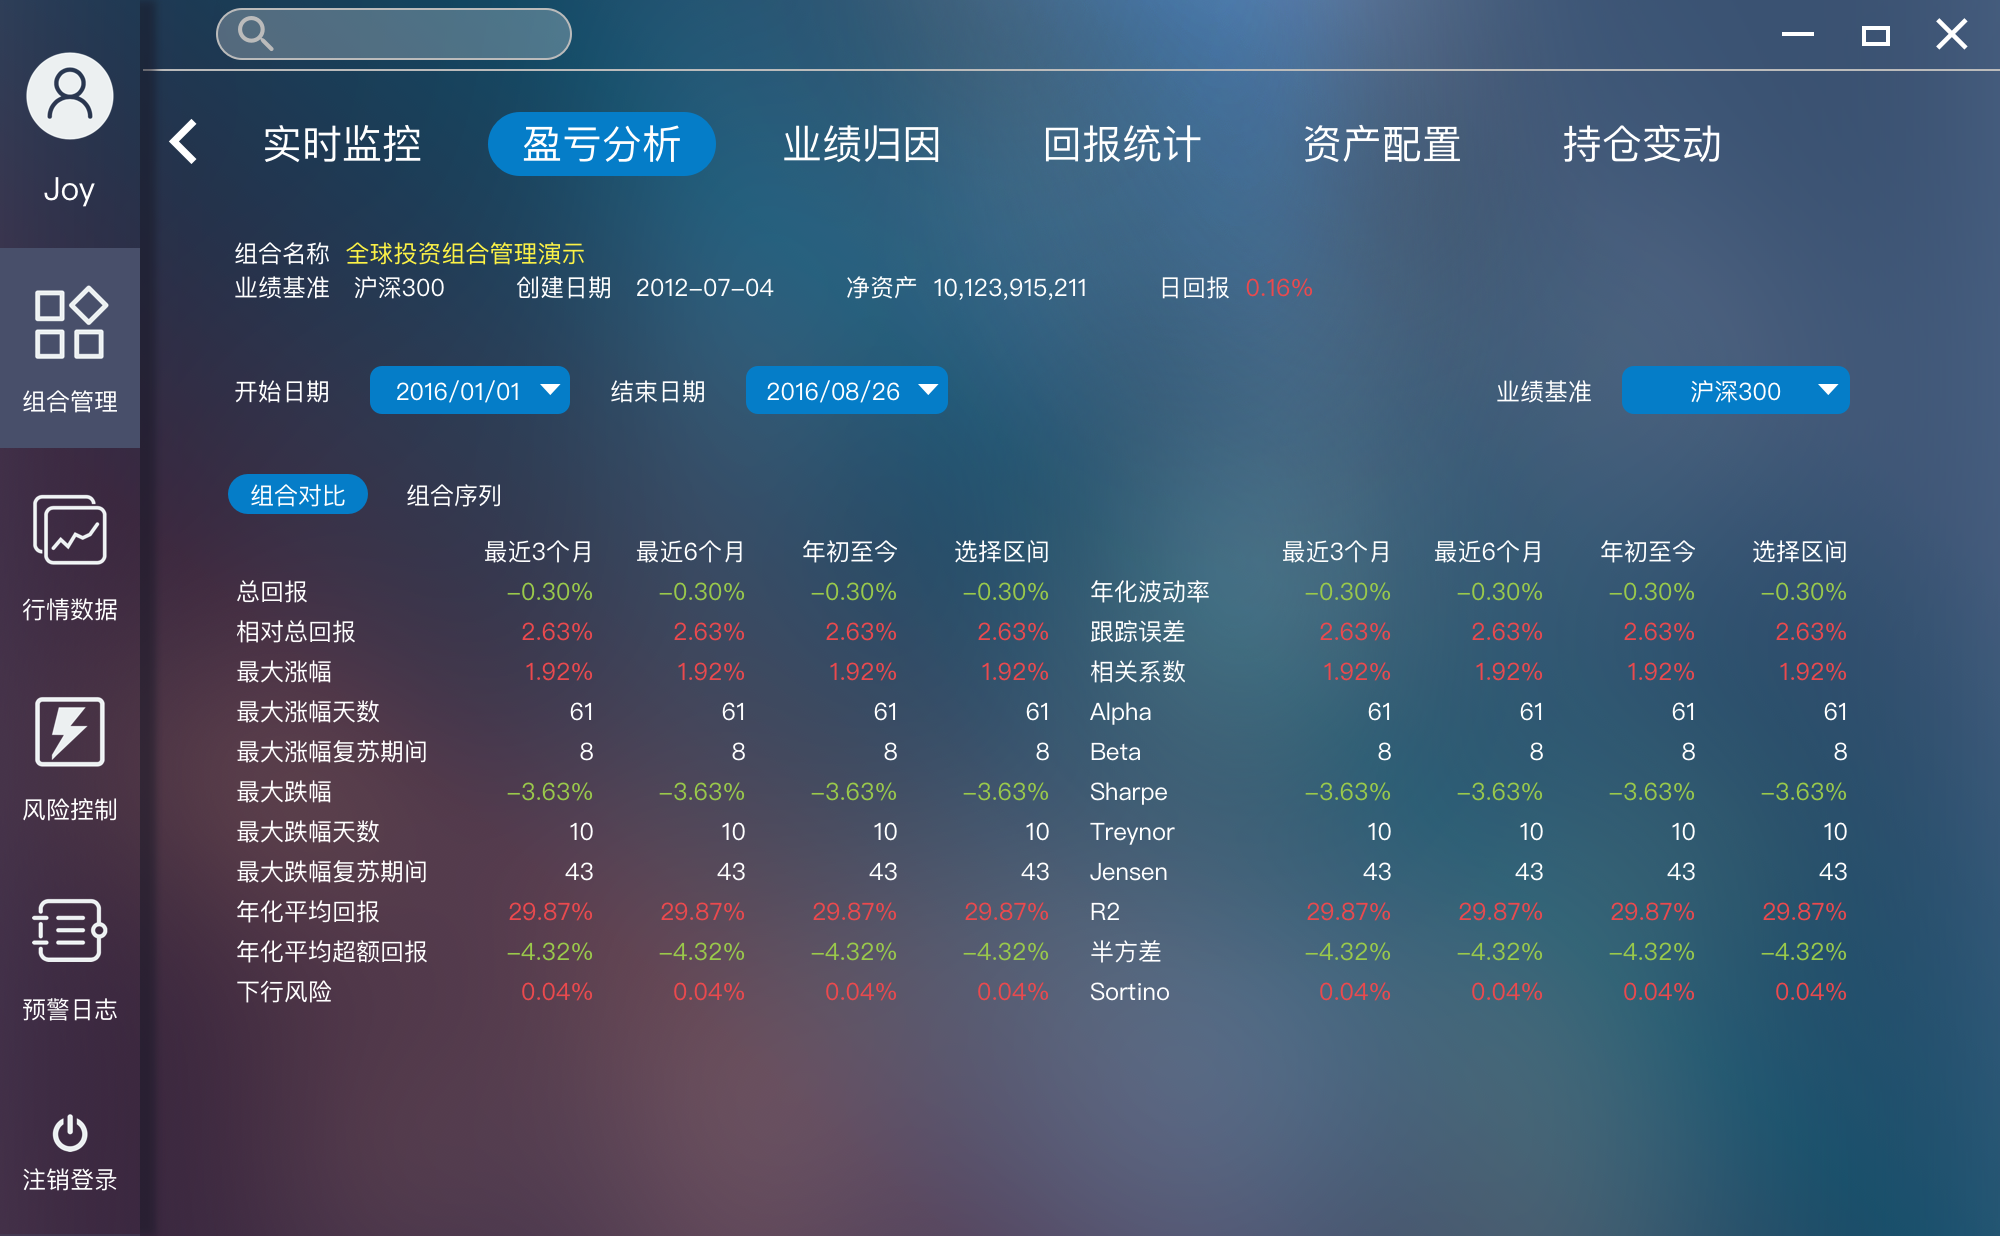 Joy
组合管理
行情数据
风险控制
预警日志
注销登录
实时监控 盈亏分析 业绩归因 回报统计 资产配置 持仓变动
组合名称 全球投资组合管理演示
业绩基准 沪深300 创建日期 2012-07-04 净资产 10,123,915,211 日回报 0.16%
开始日期 2016/01/01 结束日期 2016/08/26 业绩基准 沪深300
组合对比 组合序列
最近3个月 最近6个月 年初至今 选择区间 最近3个月 最近6个月 年初至今 选择区间
总回报 -0.30% -0.30% -0.30% -0.30% 年化波动率 -0.30% -0.30% -0.30% -0.30%
相对总回报 2.63% 2.63% 2.63% 2.63% 跟踪误差 2.63% 2.63% 2.63% 2.63%
最大涨幅 1.92% 1.92% 1.92% 1.92% 相关系数 1.92% 1.92% 1.92% 1.92%
最大涨幅天数 61 61 61 61 Alpha 61 61 61 61
最大涨幅复苏期间 8 8 8 8 Beta 8 8 8 8
最大跌幅 -3.63% -3.63% -3.63% -3.63% Sharpe -3.63% -3.63% -3.63% -3.63%
最大跌幅天数 10 10 10 10 Treynor 10 10 10 10
最大跌幅复苏期间 43 43 43 43 Jensen 43 43 43 43
年化平均回报 29.87% 29.87% 29.87% 29.87% R2 29.87% 29.87% 29.87% 29.87%
年化平均超额回报 -4.32% -4.32% -4.32% -4.32% 半方差 -4.32% -4.32% -4.32% -4.32%
下行风险 0.04% 0.04% 0.04% 0.04% Sortino 0.04% 0.04% 0.04% 0.04%